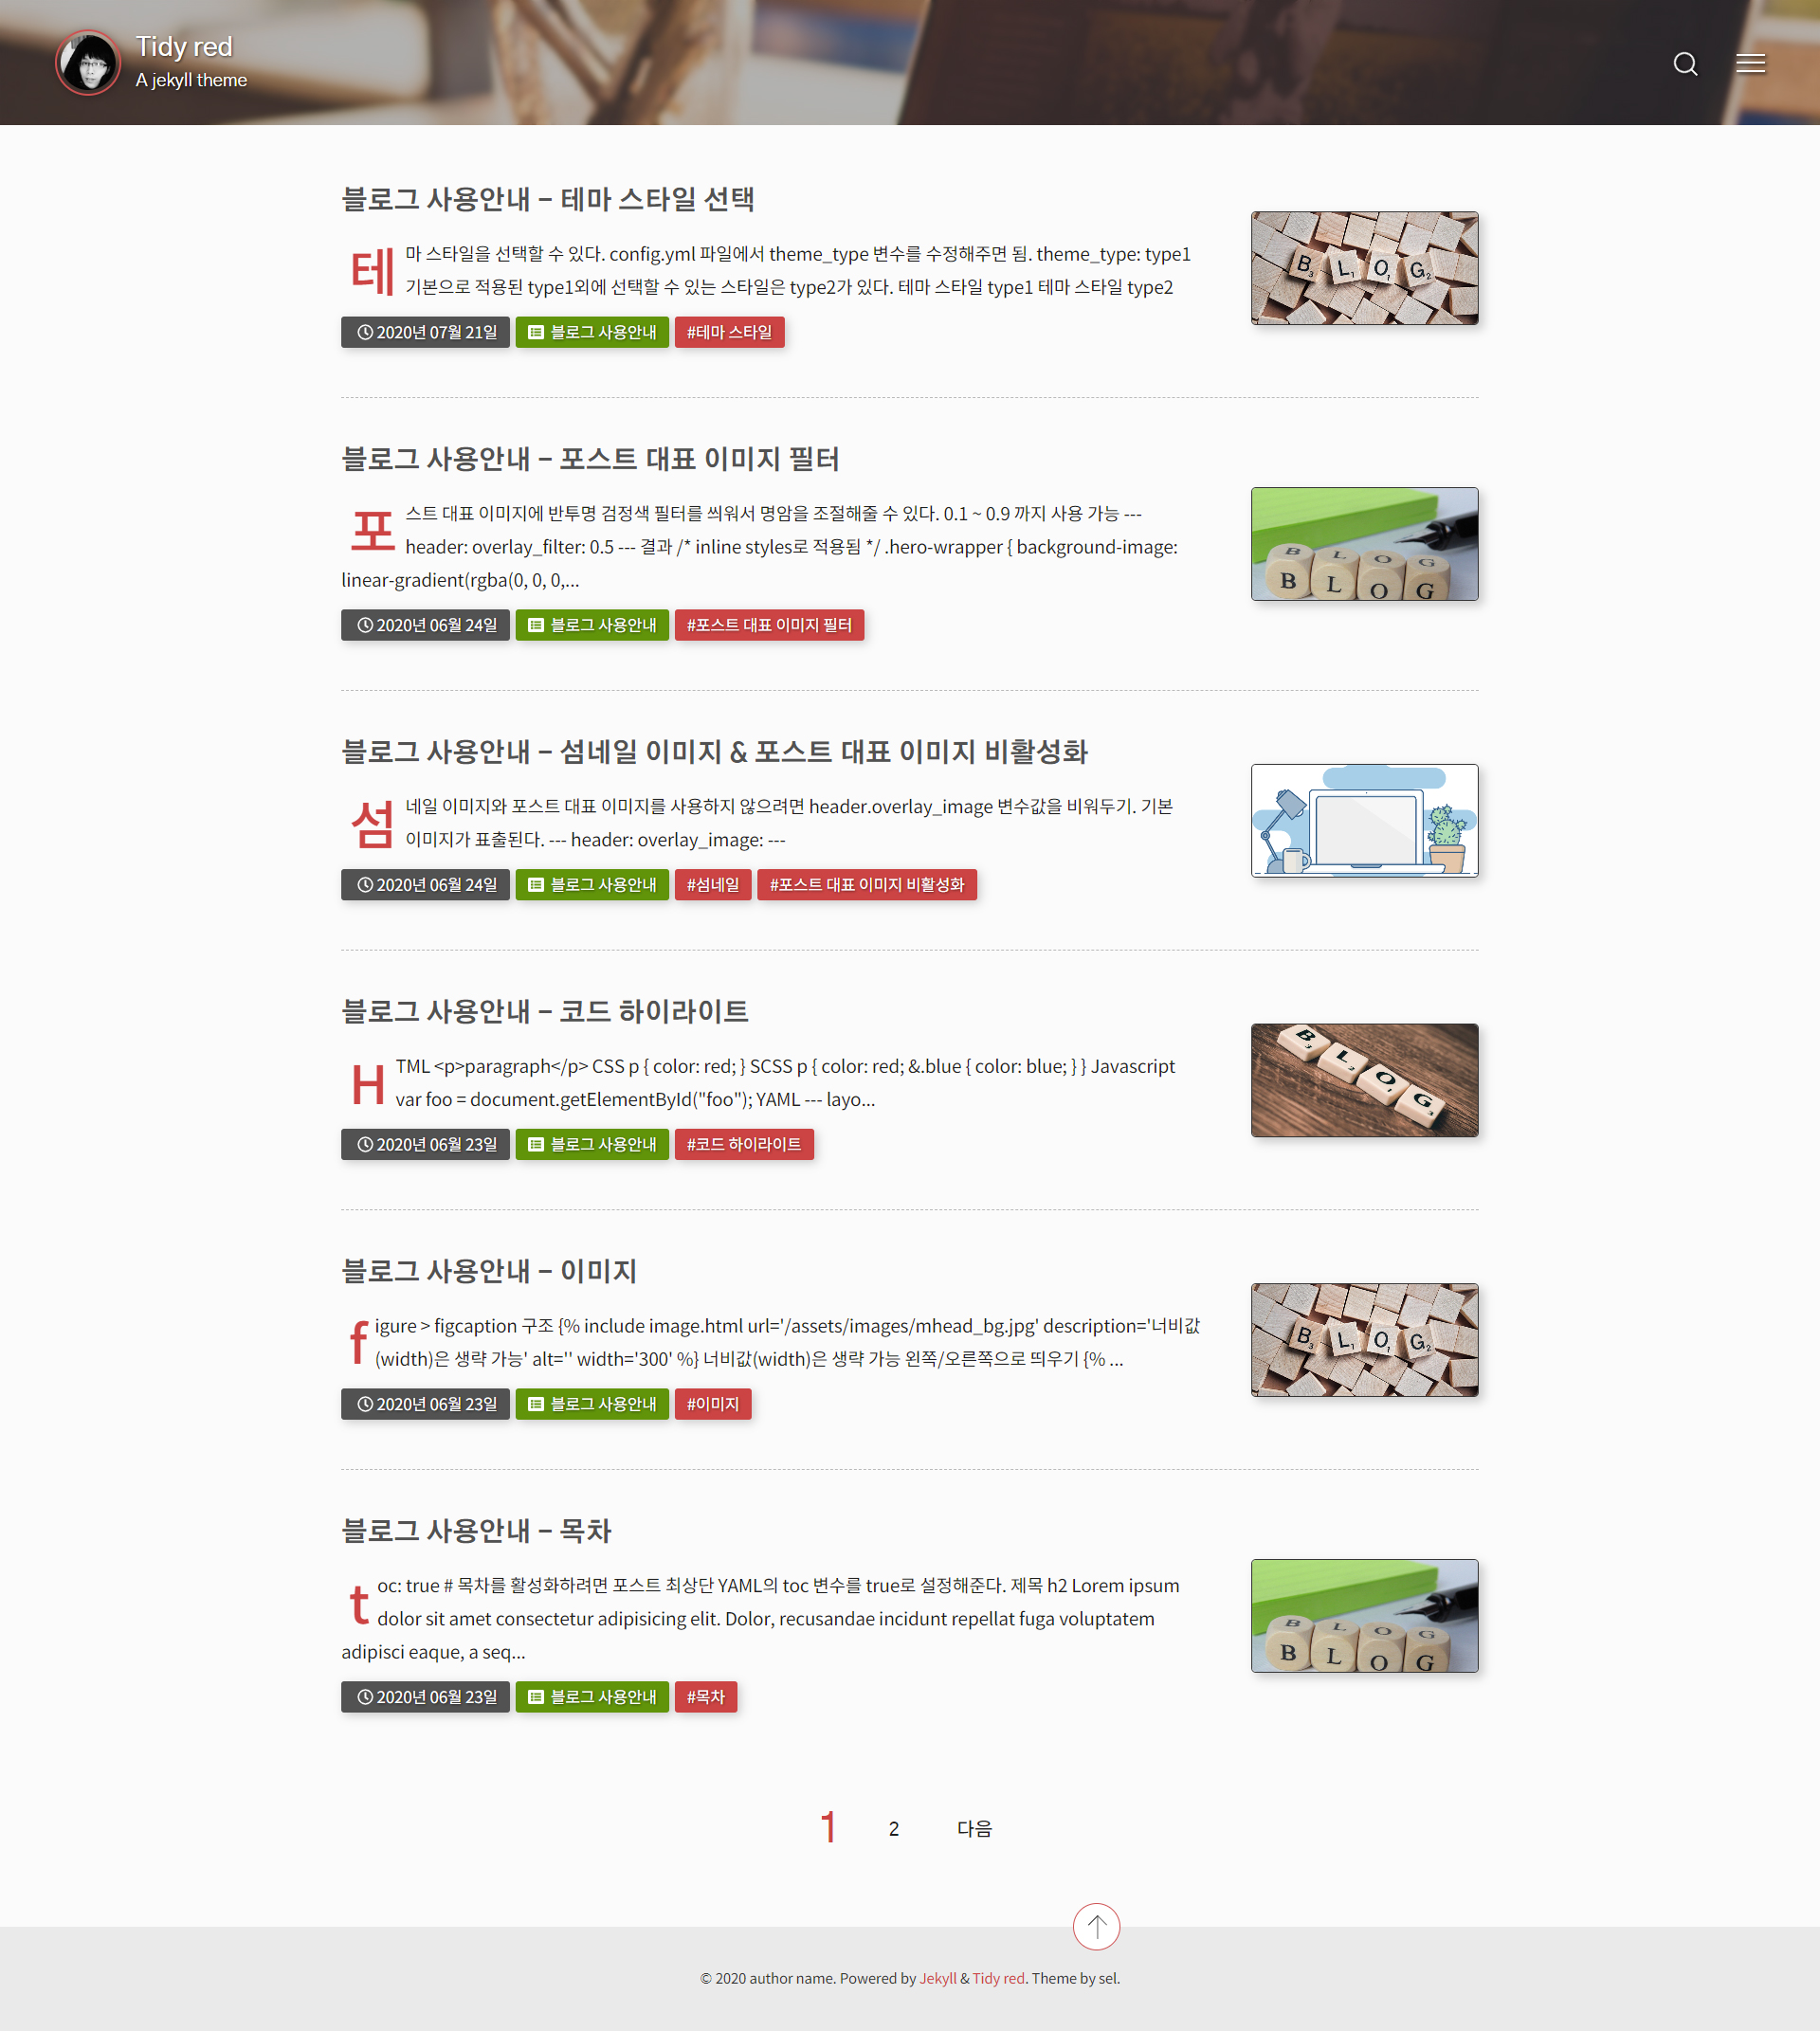 Tidy red
A jekyll theme
블로그 사용안내 – 테마 스타일 선택
테마 스타일을 선택할 수 있다. config.yml 파일에서 theme_type 변수를 수정해주면 됨. theme_type: type1
기본으로 적용된 type1외에 선택할 수 있는 스타일은 type2가 있다. 테마 스타일 type1 테마 스타일 type2
2020년 07월 21일 블로그 사용안내 #테마 스타일
B L O G
블로그 사용안내 – 포스트 대표 이미지 필터
포스트 대표 이미지에 반투명 검정색 필터를 씌워서 명암을 조절해줄 수 있다. 0.1 ~ 0.9 까지 사용 가능 ---
header: overlay_filter: 0.5 --- 결과 /* inline styles로 적용됨 */ .hero-wrapper { background-image:
linear-gradient(rgba(0, 0, 0,...
2020년 06월 24일 블로그 사용안내 #포스트 대표 이미지 필터
B L O G
B L O G
블로그 사용안내 – 섬네일 이미지 & 포스트 대표 이미지 비활성화
섬네일 이미지와 포스트 대표 이미지를 사용하지 않으려면 header.overlay_image 변수값을 비워두기. 기본
이미지가 표출된다. --- header: overlay_image: ---
2020년 06월 24일 블로그 사용안내 #섬네일 #포스트 대표 이미지 비활성화
블로그 사용안내 – 코드 하이라이트
HTML <p>paragraph</p> CSS p { color: red; } SCSS p { color: red; &.blue { color: blue; } } Javascript
var foo = document.getElementById("foo"); YAML --- layo...
2020년 06월 23일 블로그 사용안내 #코드 하이라이트
B L O G
블로그 사용안내 – 이미지
figure > figcaption 구조 {% include image.html url='/assets/images/mhead_bg.jpg' description='너비값
(width)은 생략 가능' alt='' width='300' %} 너비값(width)은 생략 가능 왼쪽/오른쪽으로 띄우기 {% ...
2020년 06월 23일 블로그 사용안내 #이미지
B L O G
블로그 사용안내 – 목차
toc: true # 목차를 활성화하려면 포스트 최상단 YAML의 toc 변수를 true로 설정해준다. 제목 h2 Lorem ipsum
dolor sit amet consectetur adipisicing elit. Dolor, recusandae incidunt repellat fuga voluptatem
adipisci eaque, a seq...
2020년 06월 23일 블로그 사용안내 #목차
B L O G
B L O G
1 2 다음
© 2020 author name. Powered by Jekyll & Tidy red. Theme by sel.